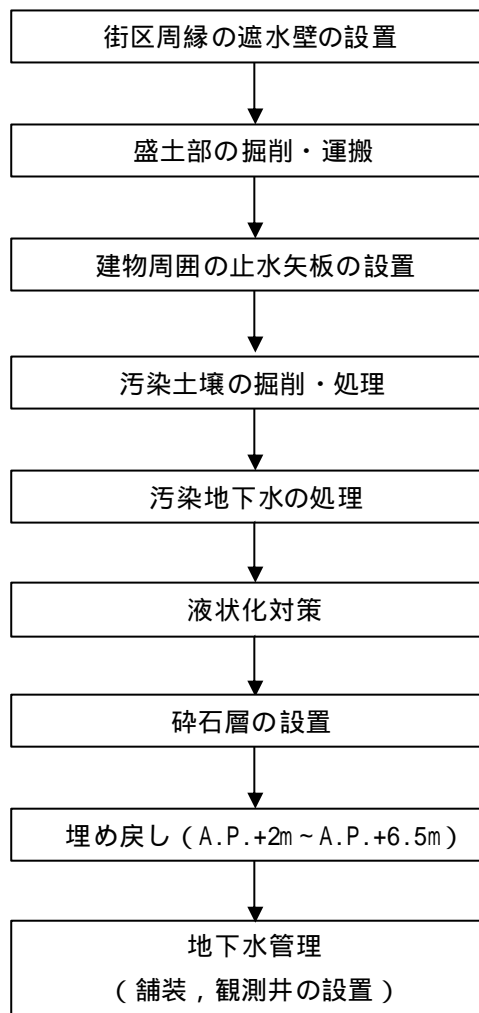 街区周縁の遮水壁の設置
盛土部の掘削・運搬
建物周囲の止水矢板の設置
汚染土壌の掘削・処理
汚染地下水の処理
液状化対策
砕石層の設置
埋め戻し（A.P.+2m～A.P.+6.5m）
地下水管理
（舗装，観測井の設置）